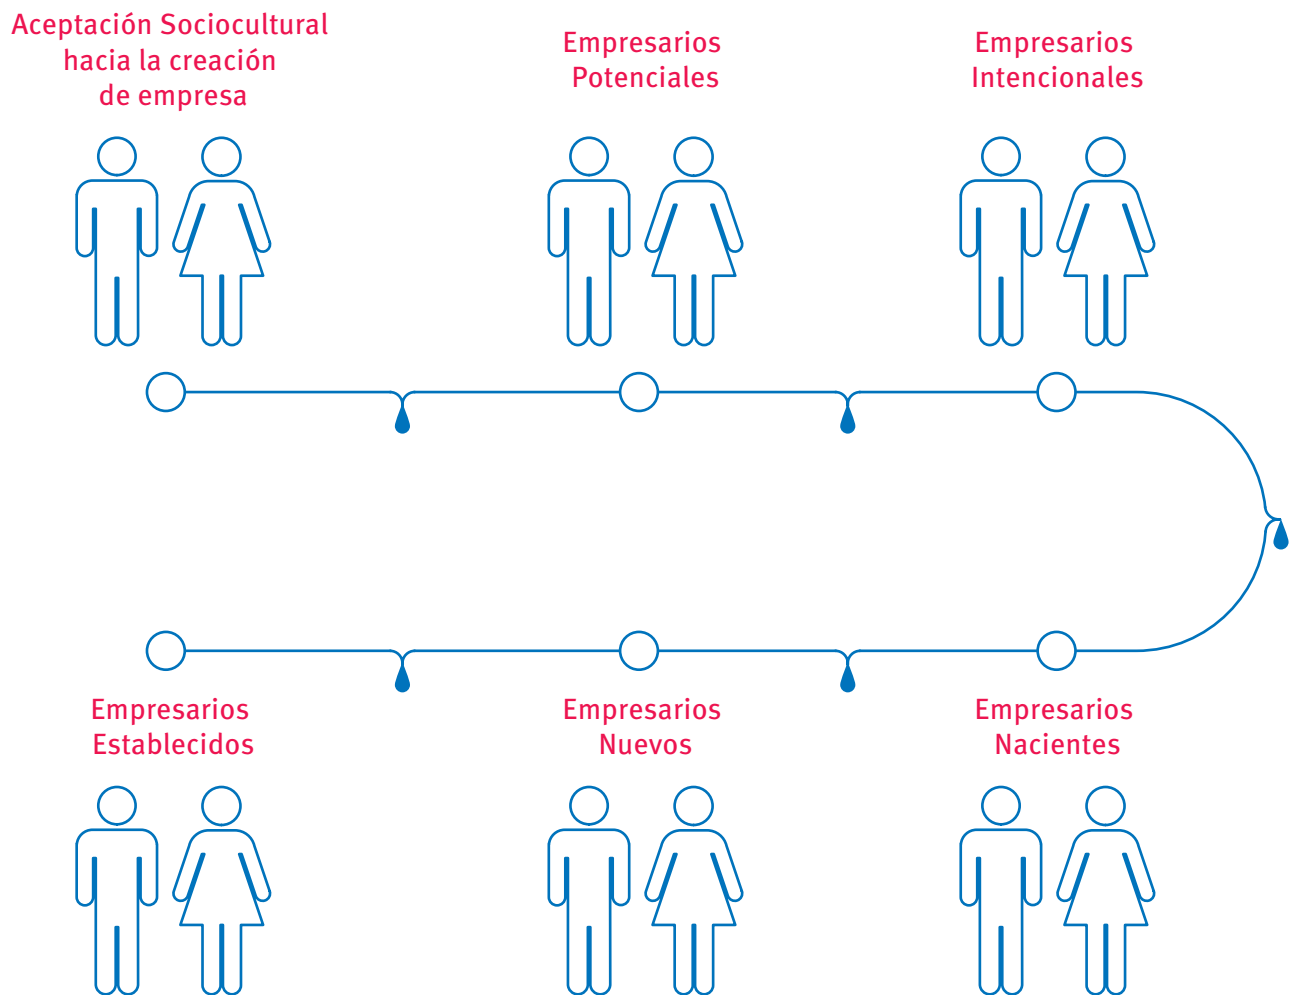 Aceptación Sociocultural
hacia la creación
de empresa
Empresarios
Potenciales
Empresarios
Intencionales
Empresarios
Establecidos
Empresarios
Nuevos
Empresarios
Nacientes